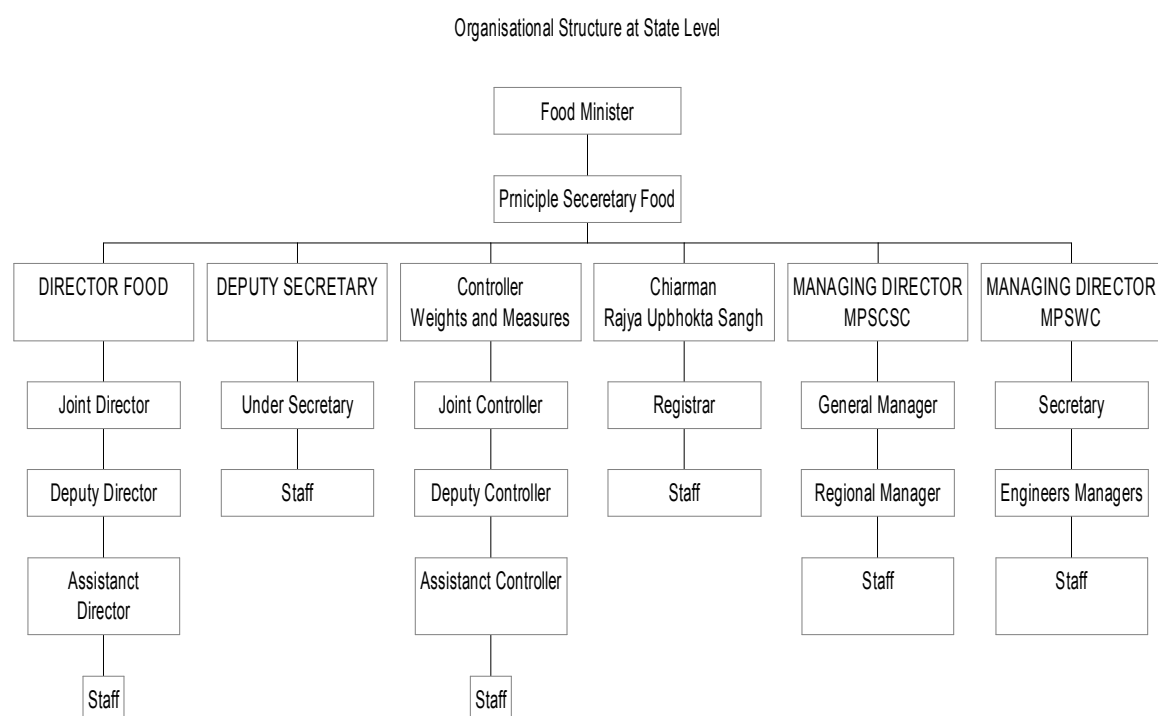 Organisational Structure at State Level
Food Minister
Prniciple Seceretary Food
DIRECTOR FOOD
DEPUTY SECRETARY
Controller
Weights and Measures
Chiarman
Rajya Upbhokta Sangh
MANAGING DIRECTOR
MPSCSC
MANAGING DIRECTOR
MPSWC
Joint Director
Under Secretary
Joint Controller
Registrar
General Manager
Secretary
Deputy Director
Staff
Deputy Controller
Staff
Regional Manager
Engineers Managers
Assistanct
Director
Assistanct Controller
Staff
Staff
Staff
Staff